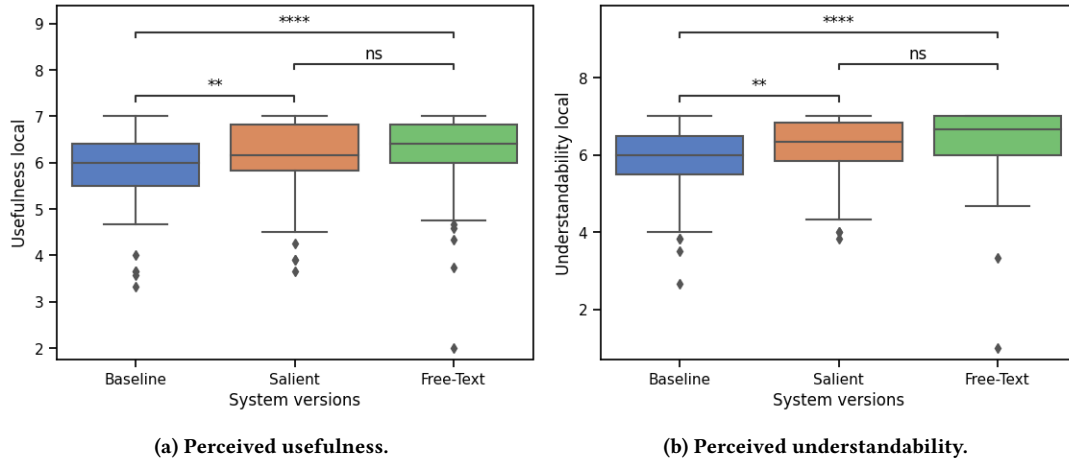 9
8
7
6
5
4
3
2
Usefulness local
****
**
ns
Baseline
Salient
Free-Text
System versions
(a) Perceived usefulness.
8
6
4
2
Understandability local
****
**
ns
Baseline
Salient
Free-Text
System versions
(b) Perceived understandability.